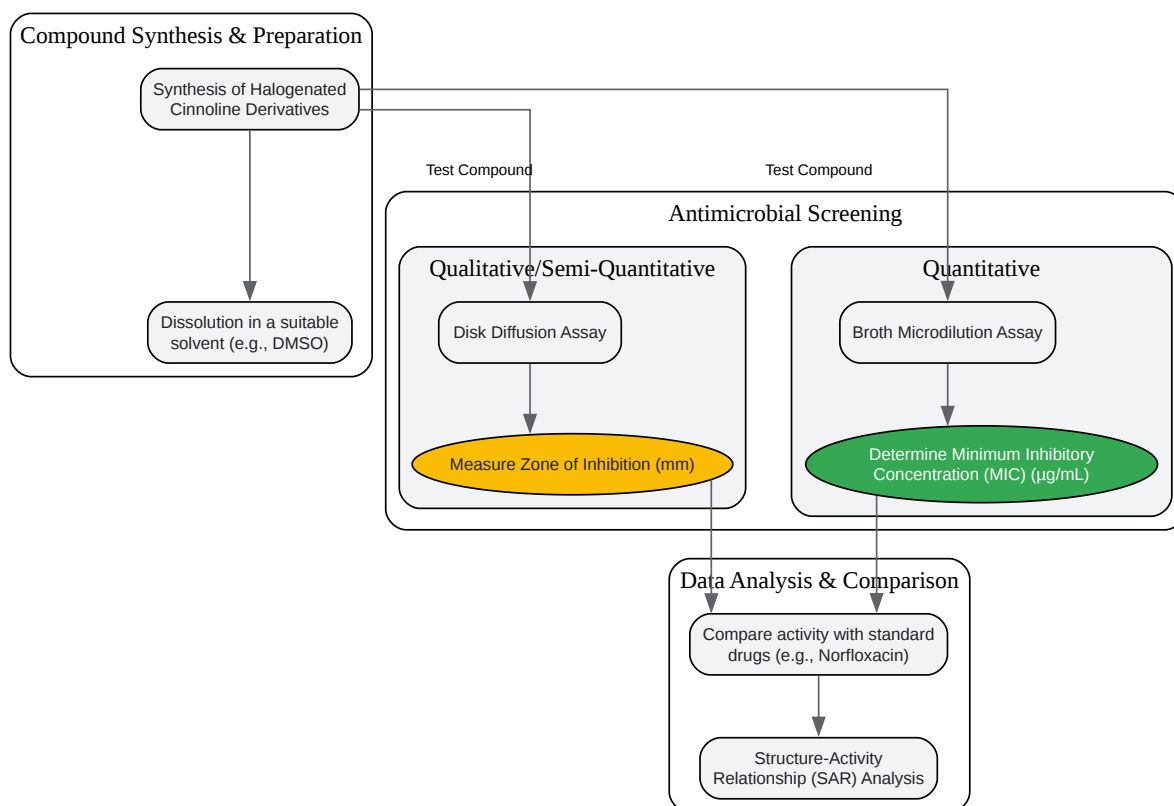 Compound Synthesis & Preparation
Synthesis of Halogenated
Cinnoline Derivatives
Dissolution in a suitable
solvent (e.g., DMSO)
Test Compound
Test Compound
Antimicrobial Screening
Qualitative/Semi-Quantitative
Disk Diffusion Assay
Measure Zone of Inhibition (mm)
Quantitative
Broth Microdilution Assay
Determine Minimum Inhibitory
Concentration (MIC) (µg/mL)
Data Analysis & Comparison
Compare activity with standard
drugs (e.g., Norfloxacin)
Structure-Activity
Relationship (SAR) Analysis